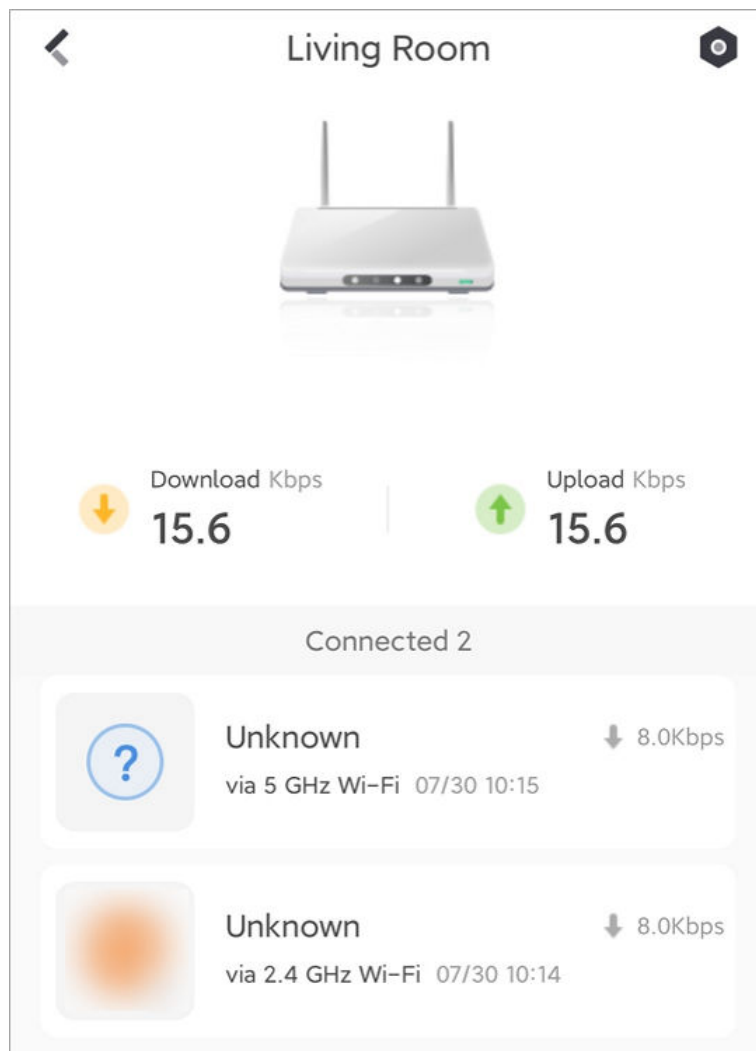 Living Room
Download Kbps
15.6
Upload Kbps
15.6
Connected 2
?
Unknown
8.0Kbps
via 5 GHz Wi-Fi 07/30 10:15
Unknown
8.0Kbps
via 2.4 GHz Wi-Fi 07/30 10:14